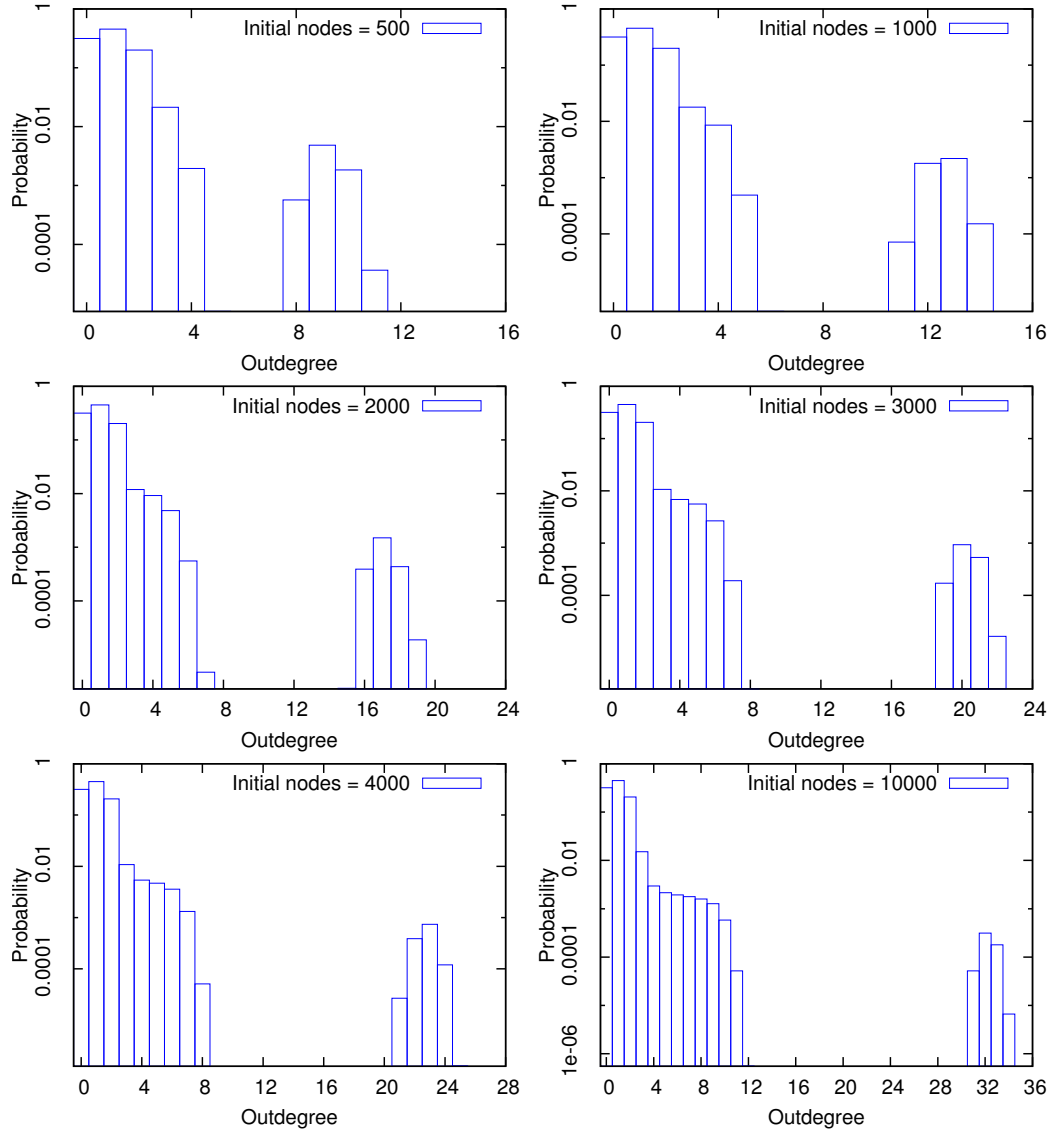 Initial nodes = 500
Probability
1
0.01
0.0001
0 4 8 12 16
Outdegree
Initial nodes = 1000
Probability
1
0.01
0.0001
0 4 8 12 16
Outdegree
Initial nodes = 2000
Probability
1
0.01
0.0001
0 4 8 12 16 20 24
Outdegree
Initial nodes = 3000
Probability
1
0.01
0.0001
0 4 8 12 16 20 24
Outdegree
Initial nodes = 4000
Probability
1
0.01
0.0001
0 4 8 12 16 20 24 28
Outdegree
Initial nodes = 10000
Probability
1
0.01
0.0001
1e-06
0 4 8 12 16 20 24 28 32 36
Outdegree